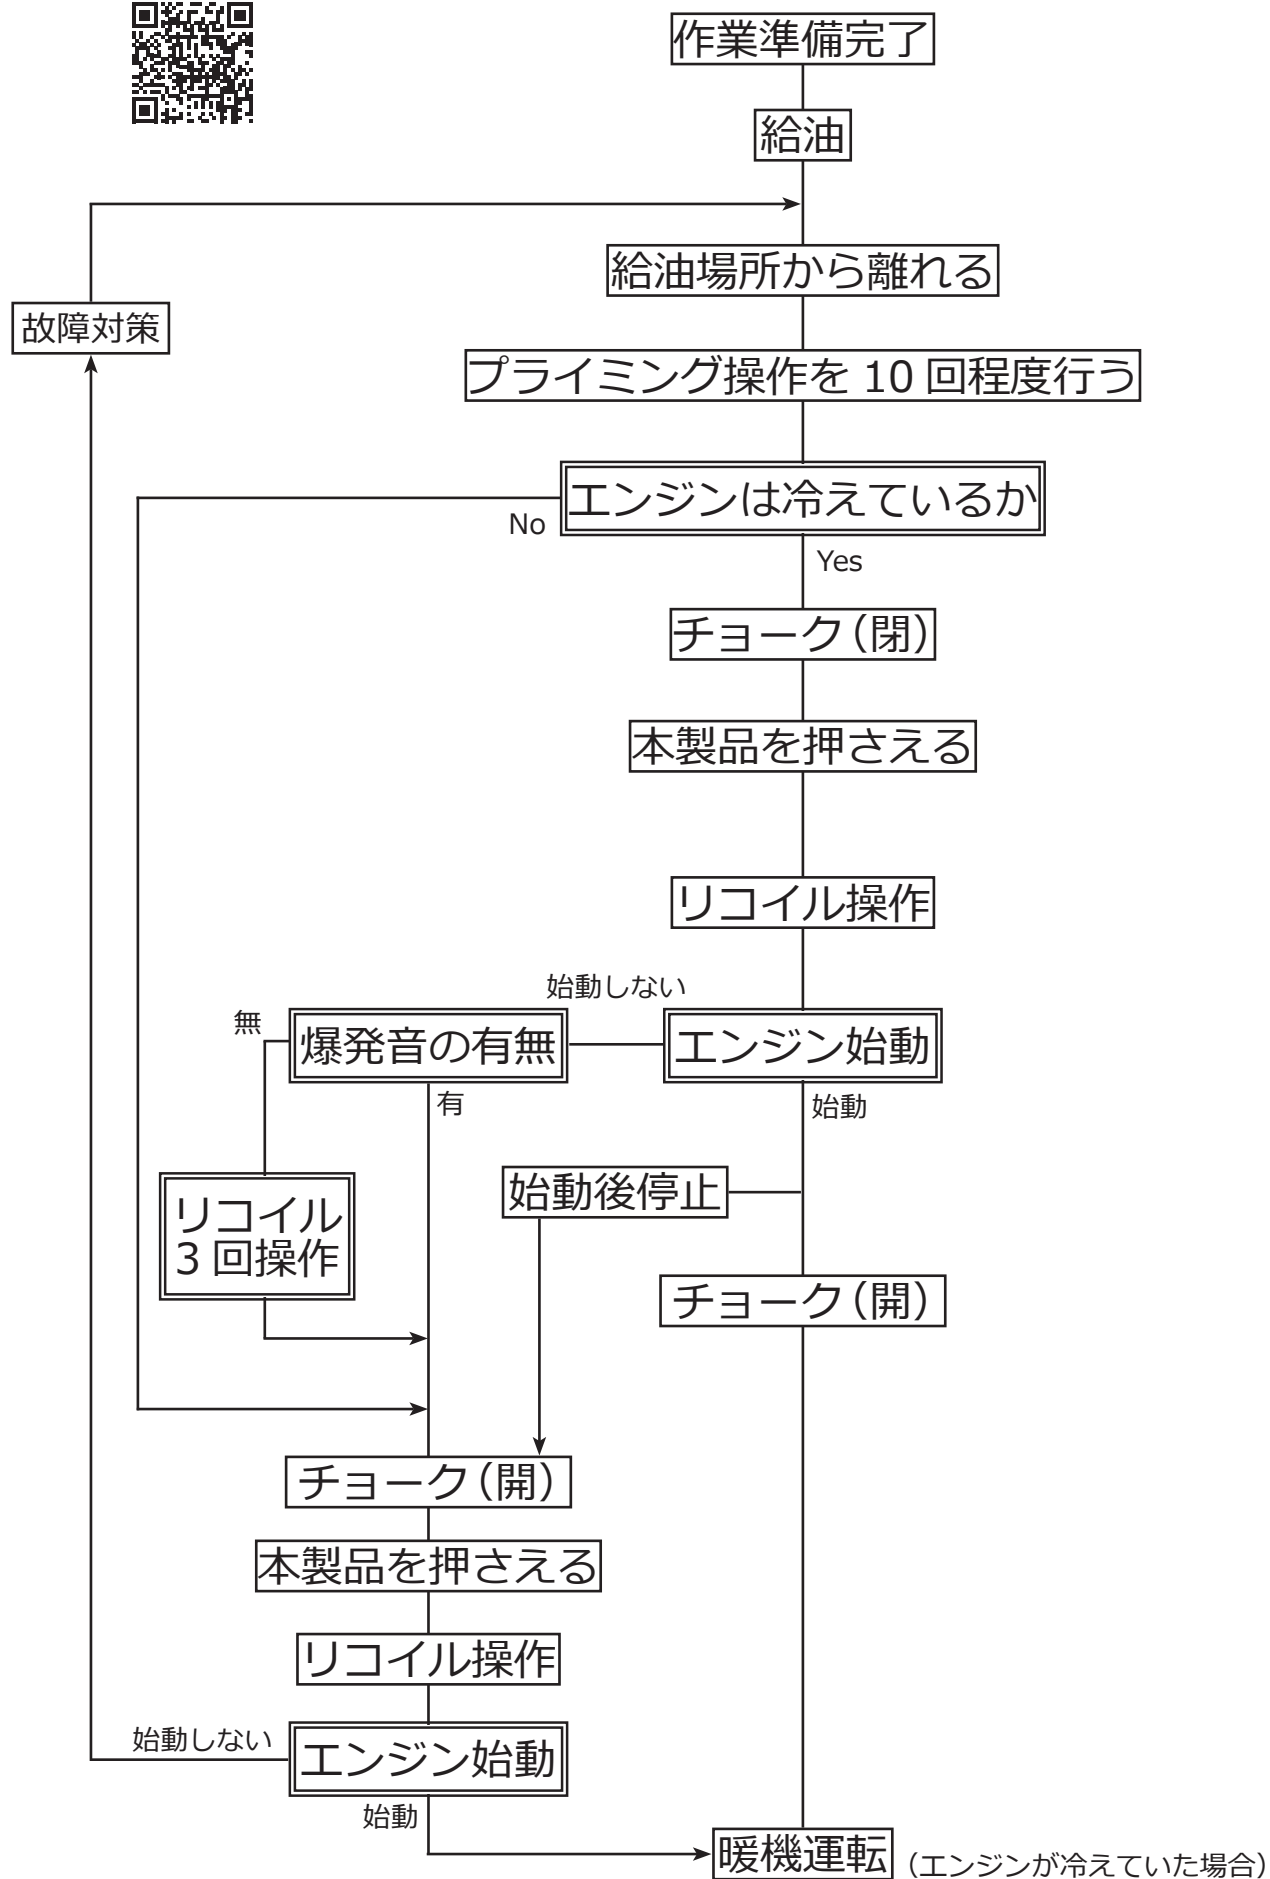 作業準備完了
給油
給油場所から離れる
故障対策
プライミング操作を 10 回程度行う
エンジンは冷えているか
No
Yes
チョーク（閉）
本製品を押さえる
リコイル操作
始動しない
無
爆発音の有無
エンジン始動
有
始動
始動後停止
リコイル
3 回操作
チョーク（開）
チョーク（開）
本製品を押さえる
リコイル操作
始動しない
エンジン始動
始動
暖機運転
（エンジンが冷えていた場合）